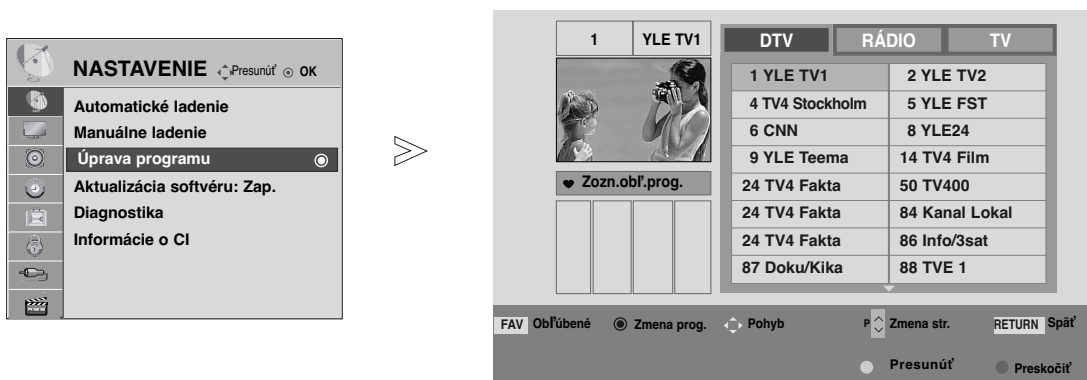 NASTAVENIE Presunúť OK
Automatické ladenie
Manuálne ladenie
Úprava programu
Aktualizácia softvéru: Zap.
Diagnostika
Informácie o CI
1 YLE TV1
Zozn.obľ.prog.
DTV RÁDIO TV
1 YLE TV1 2 YLE TV2
4 TV4 Stockholm 5 YLE FST
6 CNN 8 YLE24
9 YLE Teema 14 TV4 Film
24 TV4 Fakta 50 TV400
24 TV4 Fakta 84 Kanal Lokal
24 TV4 Fakta 86 Info/3sat
87 Doku/Kika 88 TVE 1
FAV Obľúbené Zmena prog. Pohyb P Zmena str. RETURN Späť
Presunúť Preskočiť